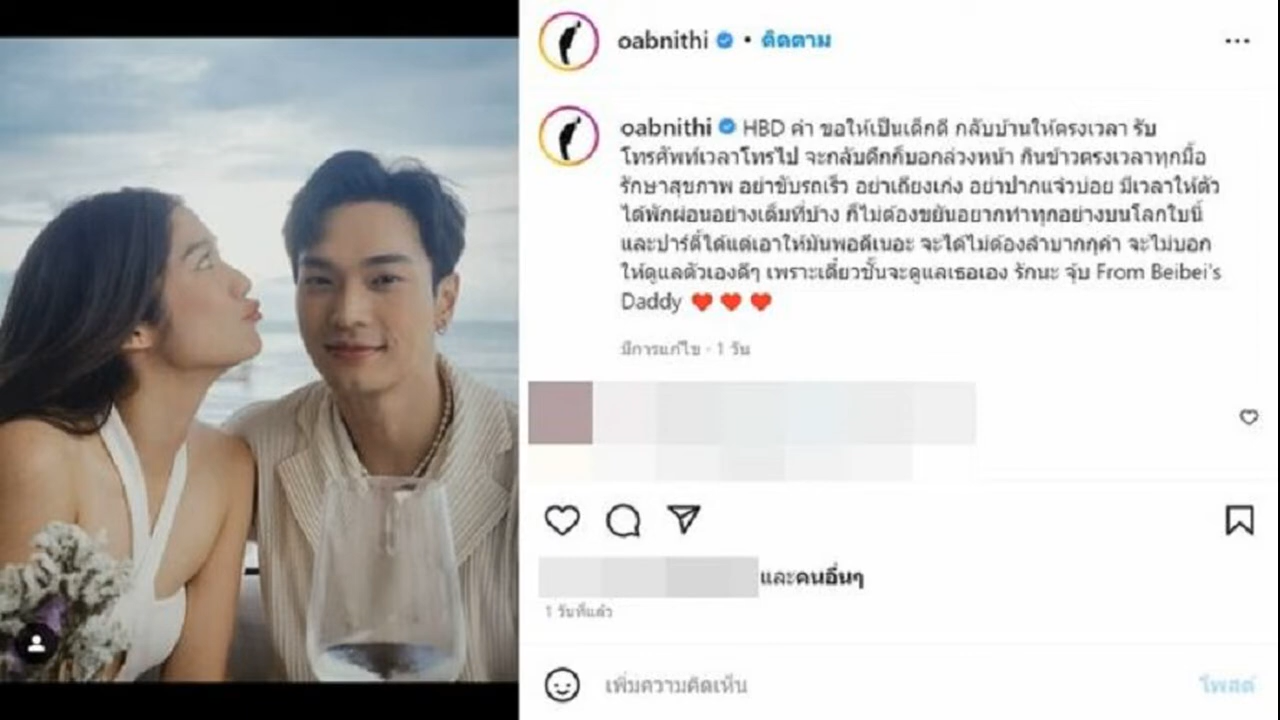 oabnithi • ติดตาม
oabnithi HBD ค่า ขอให้เป็นเด็กดี กลับบ้านให้ตรงเวลา รับ
โทรศัพท์เวลาโทรไป จะกลับดึกก็บอกล่วงหน้า กินข้าวตรงเวลาทุกมื้อ
รักษาสุขภาพ อย่าขับรถเร็ว อย่าเถียงเก่ง อย่าปากแจ๋วบ่อย มีเวลาให้ตัว
ได้พักผ่อนอย่างเต็มที่บ้าง ก็ไม่ต้องขยันอยากทำทุกอย่างบนโลกใบนี้
และปาร์ตี้ได้แต่เอาให้มันพอดีเนอะ จะได้ไม่ต้องลำบากกุค่า จะไม่บอก
ให้ดูแลตัวเองดีๆ เพราะเดี๋ยวชั้นจะดูแลเธอเอง รักนะ จุ้บ From Beibei's
Daddy ♥️ ♥️ ♥️
มีการแก้ไข · 1 วัน
และคนอื่นๆ
1 วันที่แล้ว
เพิ่มความคิดเห็น
โพสต์